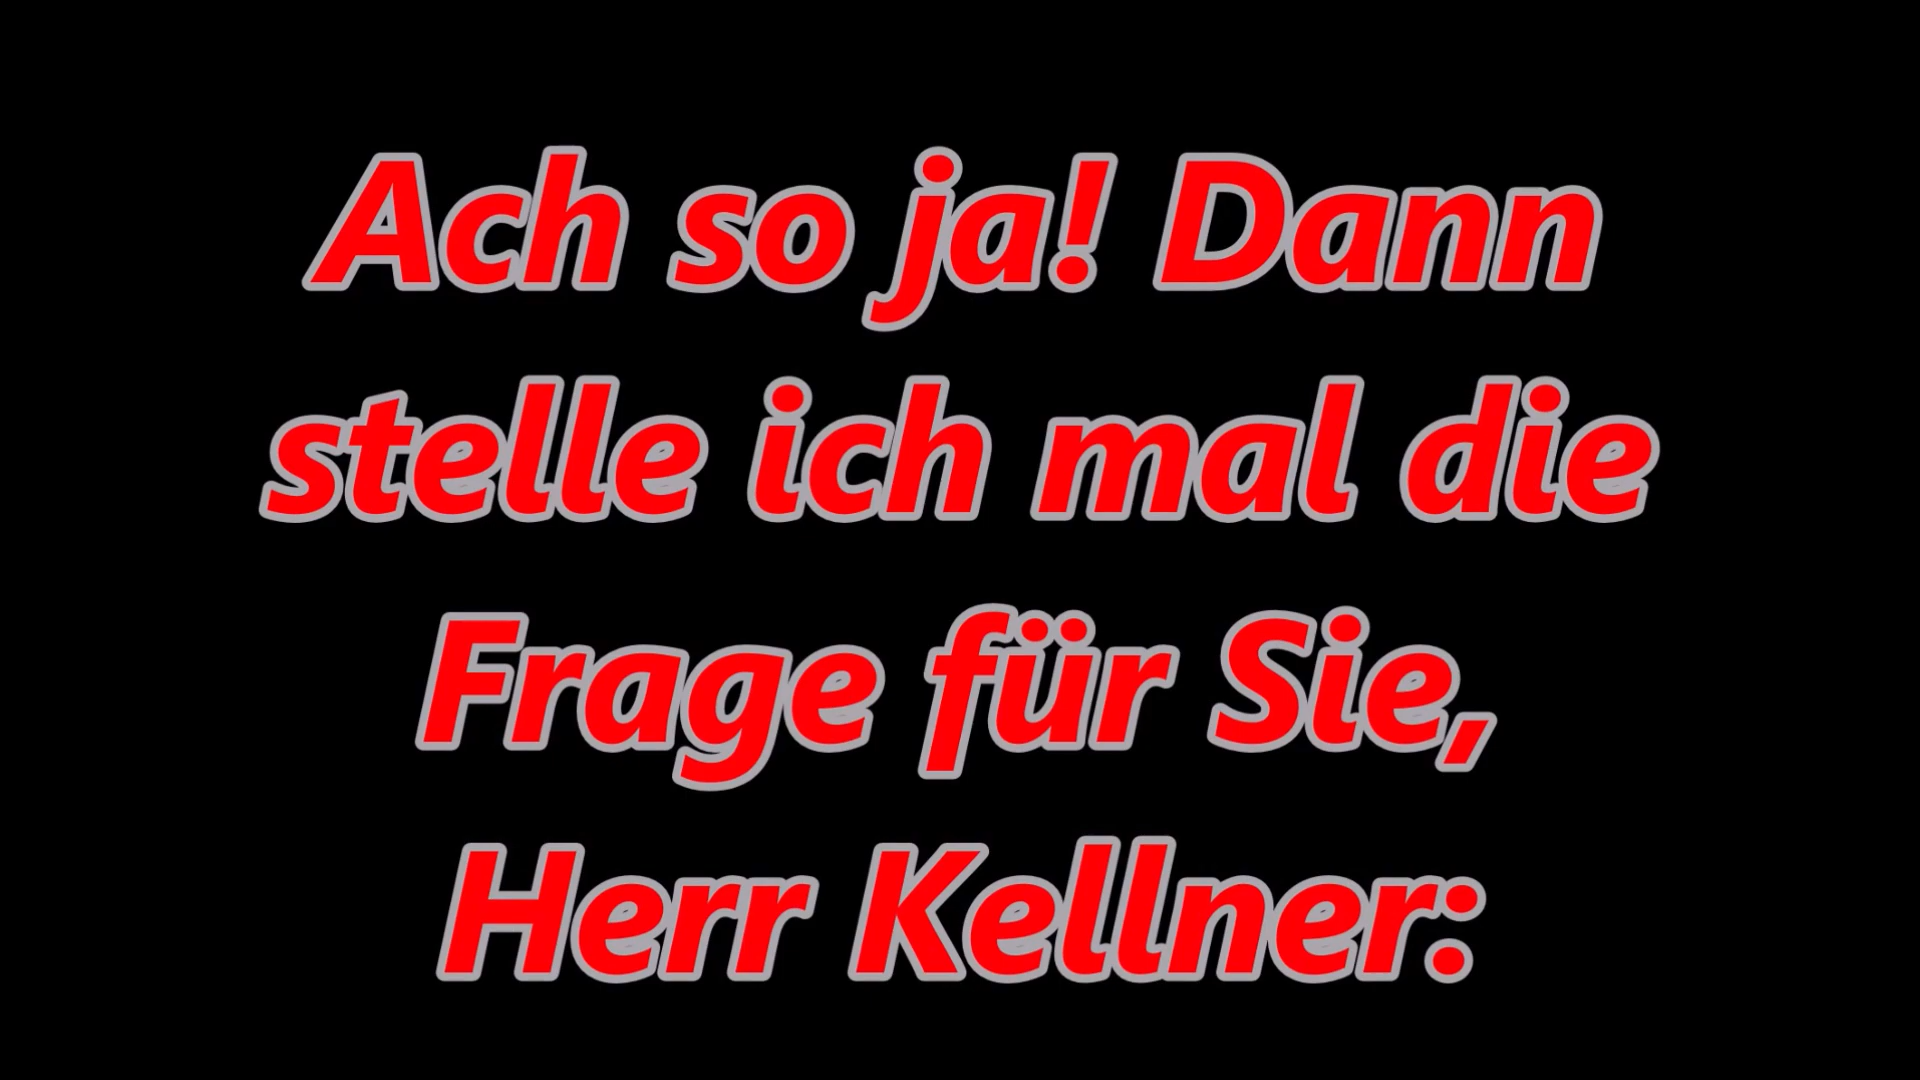 Ach so ja! Dann
stelle ich mal die
Frage für Sie,
Herr Kellner: